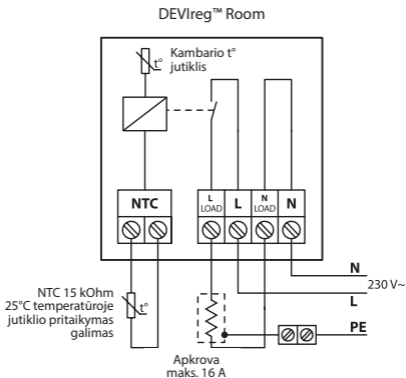 DEVIreg™ Room
Kambario t°
jutiklis
t°
NTC
L
LOAD
L
N
LOAD
N
NTC 15 kOhm
25°C temperatūroje
jutiklio pritaikymas
galimas
t°
N
230 V~
L
PE
Apkrova
maks. 16 A